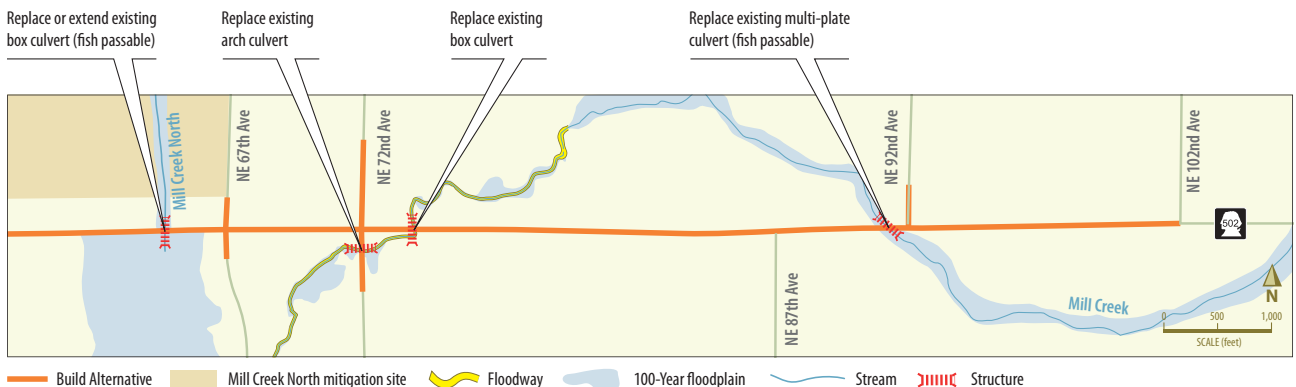 Replace or extend existing
box culvert (fish passable)
Replace existing
arch culvert
Replace existing
box culvert
Replace existing multi-plate
culvert (fish passable)
Mill Creek North
NE 67th Ave
NE 72nd Ave
NE 87th Ave
NE 92nd Ave
NE 102nd Ave
502
Mill Creek
N
0 500 1,000
SCALE (feet)
Build Alternative Mill Creek North mitigation site Floodway 100-Year floodplain Stream Structure